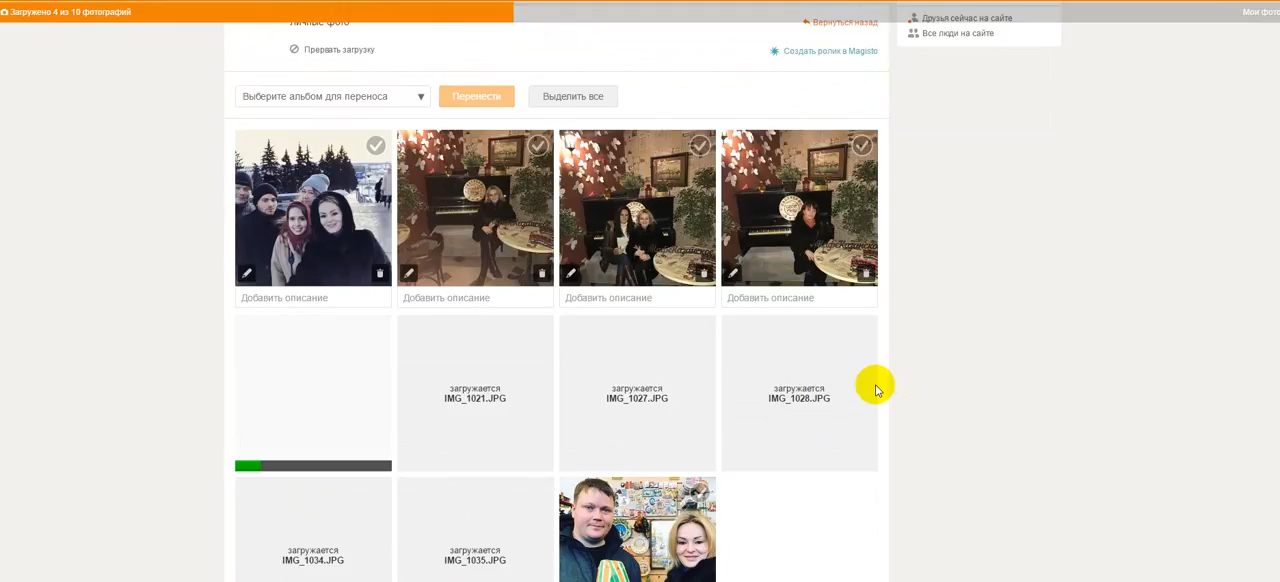 Загружено 4 из 10 фотографий
Мои фото
Личные фото
Вернуться назад
Друзья сейчас на сайте
Все люди на сайте
Прервать загрузку
Создать ролик в Magisto
Выберите альбом для переноса
Перенести
Выделить все
Добавить описание
Добавить описание
Добавить описание
Добавить описание
загружается
IMG_1021.JPG
загружается
IMG_1027.JPG
загружается
IMG_1028.JPG
загружается
IMG_1034.JPG
загружается
IMG_1035.JPG